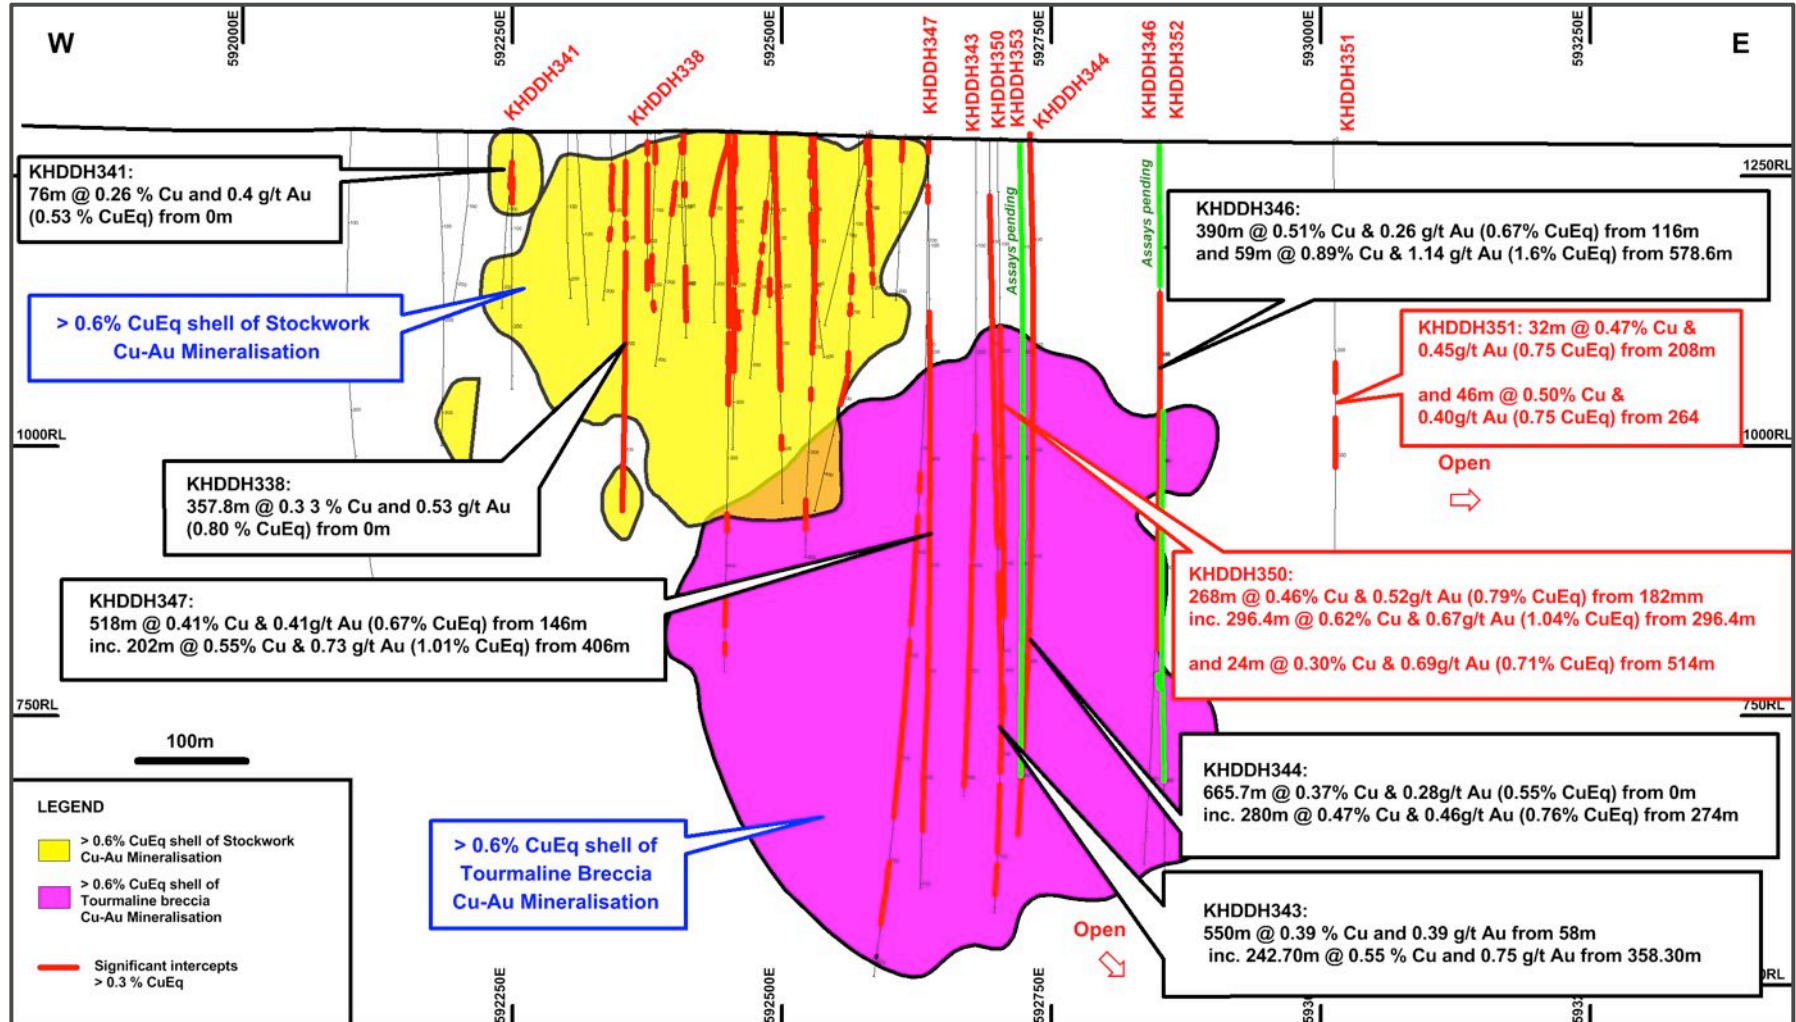 W
592000E
592250E
592500E
592750E
593000E
593250E
E
KHDDH341
KHDDH338
KHDDH347
KHDDH343
KHDDH350
KHDDH353
KHDDH344
KHDDH346
KHDDH352
KHDDH351
1250RL
KHDDH341:
76m @ 0.26 % Cu and 0.4 g/t Au
(0.53 % CuEq) from 0m
Assays pending
Assays pending
KHDDH346:
390m @ 0.51% Cu & 0.26 g/t Au (0.67% CuEq) from 116m
and 59m @ 0.89% Cu & 1.14 g/t Au (1.6% CuEq) from 578.6m
> 0.6% CuEq shell of Stockwork
Cu-Au Mineralisation
KHDDH351: 32m @ 0.47% Cu &
0.45g/t Au (0.75 CuEq) from 208m
and 46m @ 0.50% Cu &
0.40g/t Au (0.75 CuEq) from 264
1000RL
1000RL
Open
KHDDH338:
357.8m @ 0.3 3 % Cu and 0.53 g/t Au
(0.80 % CuEq) from 0m
KHDDH350:
268m @ 0.46% Cu & 0.52g/t Au (0.79% CuEq) from 182mm
inc. 296.4m @ 0.62% Cu & 0.67g/t Au (1.04% CuEq) from 296.4m
and 24m @ 0.30% Cu & 0.69g/t Au (0.71% CuEq) from 514m
KHDDH347:
518m @ 0.41% Cu & 0.41g/t Au (0.67% CuEq) from 146m
inc. 202m @ 0.55% Cu & 0.73 g/t Au (1.01% CuEq) from 406m
750RL
750RL
100m
KHDDH344:
665.7m @ 0.37% Cu & 0.28g/t Au (0.55% CuEq) from 0m
inc. 280m @ 0.47% Cu & 0.46g/t Au (0.76% CuEq) from 274m
LEGEND
> 0.6% CuEq shell of Stockwork
Cu-Au Mineralisation
> 0.6% CuEq shell of
Tourmaline breccia
Cu-Au Mineralisation
Significant intercepts
> 0.3 % CuEq
> 0.6% CuEq shell of
Tourmaline Breccia
Cu-Au Mineralisation
KHDDH343:
550m @ 0.39 % Cu and 0.39 g/t Au from 58m
inc. 242.70m @ 0.55 % Cu and 0.75 g/t Au from 358.30m
Open
592250E
592500E
592750E